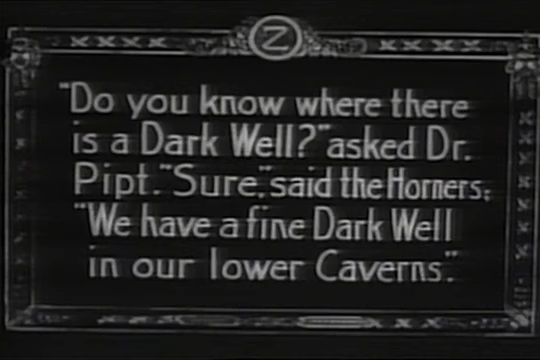 Z
"Do you know where there
is a Dark Well?" asked Dr.
Pipt. "Sure," said the Horners;
"We have a fine Dark Well
in our lower Caverns."